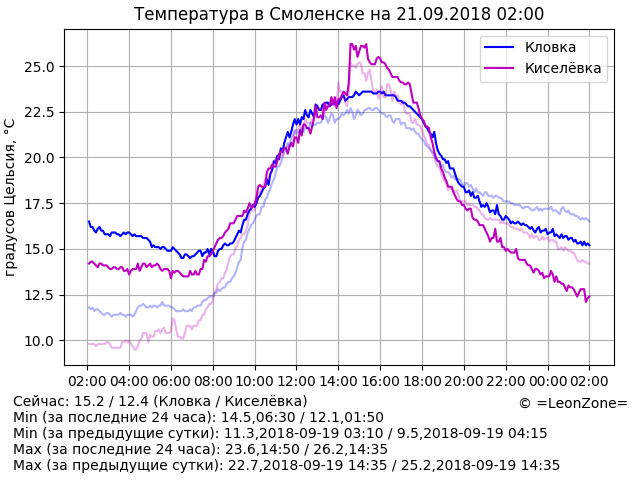 Температура в Смоленске на 21.09.2018 02:00
градусов Цельсия, °C
25.0
22.5
20.0
17.5
15.0
12.5
10.0
Кловка
Киселёвка
02:00 04:00 06:00 08:00 10:00 12:00 14:00 16:00 18:00 20:00 22:00 00:00 02:00
Сейчас: 15.2 / 12.4 (Кловка / Киселёвка)
© =LeonZone=
Min (за последние 24 часа): 14.5,06:30 / 12.1,01:50
Min (за предыдущие сутки): 11.3,2018-09-19 03:10 / 9.5,2018-09-19 04:15
Max (за последние 24 часа): 23.6,14:50 / 26.2,14:35
Max (за предыдущие сутки): 22.7,2018-09-19 14:35 / 25.2,2018-09-19 14:35